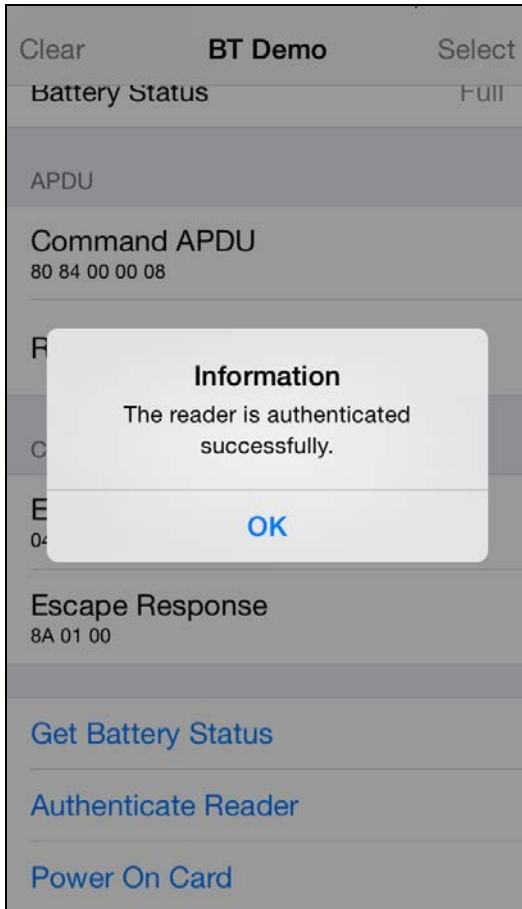 Clear BT Demo Select
Battery Status Full
APDU
Command APDU
80 84 00 00 08
R
Information
The reader is authenticated
successfully.
C
E
04
OK
Escape Response
8A 01 00
Get Battery Status
Authenticate Reader
Power On Card